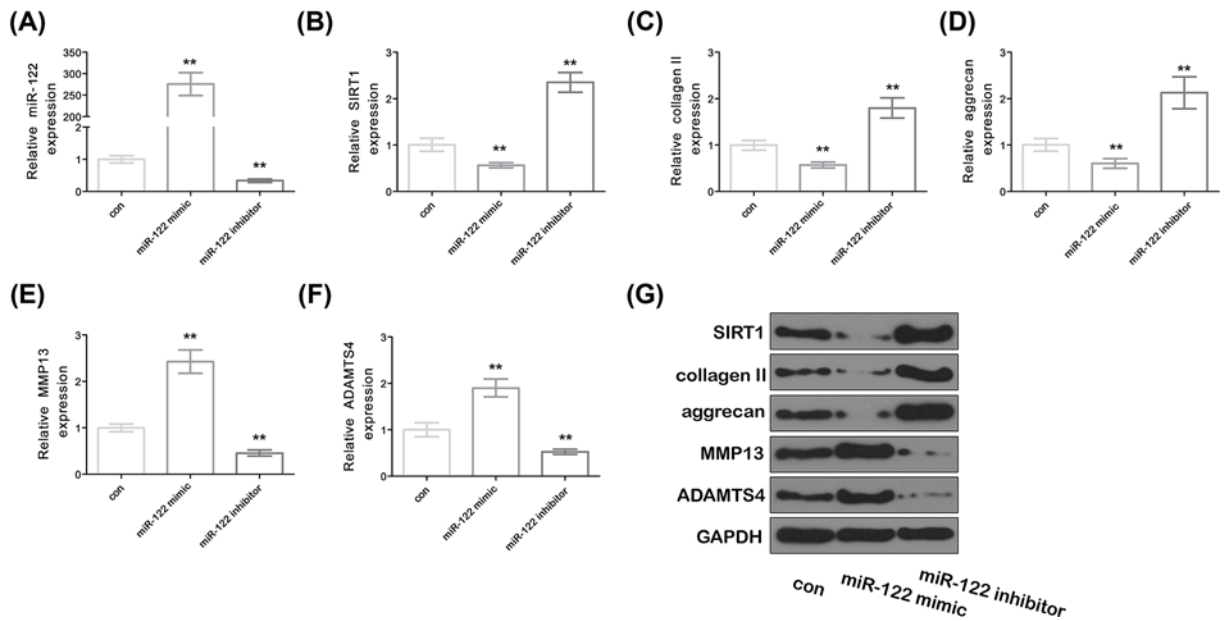 (A)
Relative miR-122
expression
350
300
250
200
150
100
2
1
0
**
**
con
miR-122 mimic
miR-122 inhibitor
(B)
Relative SIRT1
expression
3
2
1
0
**
**
con
miR-122 mimic
miR-122 inhibitor
(C)
Relative collagen II
expression
3
2
1
0
**
**
con
miR-122 mimic
miR-122 inhibitor
(D)
Relative aggrecan
expression
3
2
1
0
**
**
con
miR-122 mimic
miR-122 inhibitor
(E)
Relative MMP13
expression
3
2
1
0
**
**
con
miR-122 mimic
miR-122 inhibitor
(F)
Relative ADAMTS4
expression
3
2
1
0
**
**
con
miR-122 mimic
miR-122 inhibitor
(G)
SIRT1
collagen II
aggrecan
MMP13
ADAMTS4
GAPDH
con
miR-122 mimic
miR-122 inhibitor